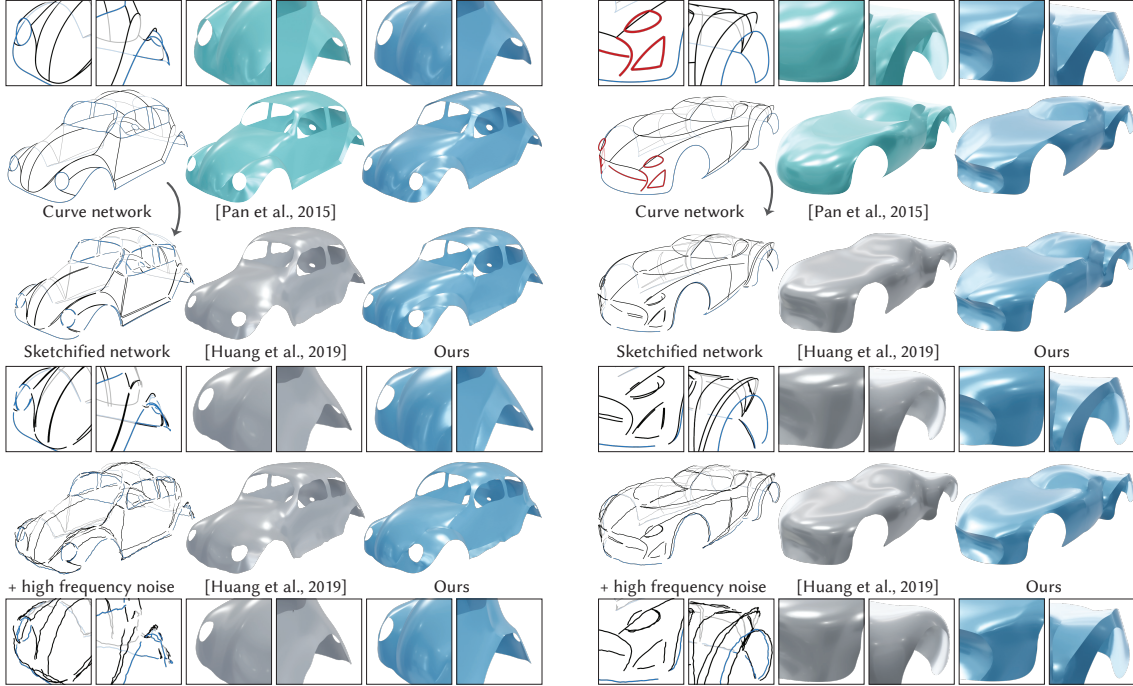 Curve network
[Pan et al., 2015]
Curve network
[Pan et al., 2015]
Sketchified network
[Huang et al., 2019]
Ours
Sketchified network
[Huang et al., 2019]
Ours
+ high frequency noise
[Huang et al., 2019]
Ours
+ high frequency noise
[Huang et al., 2019]
Ours